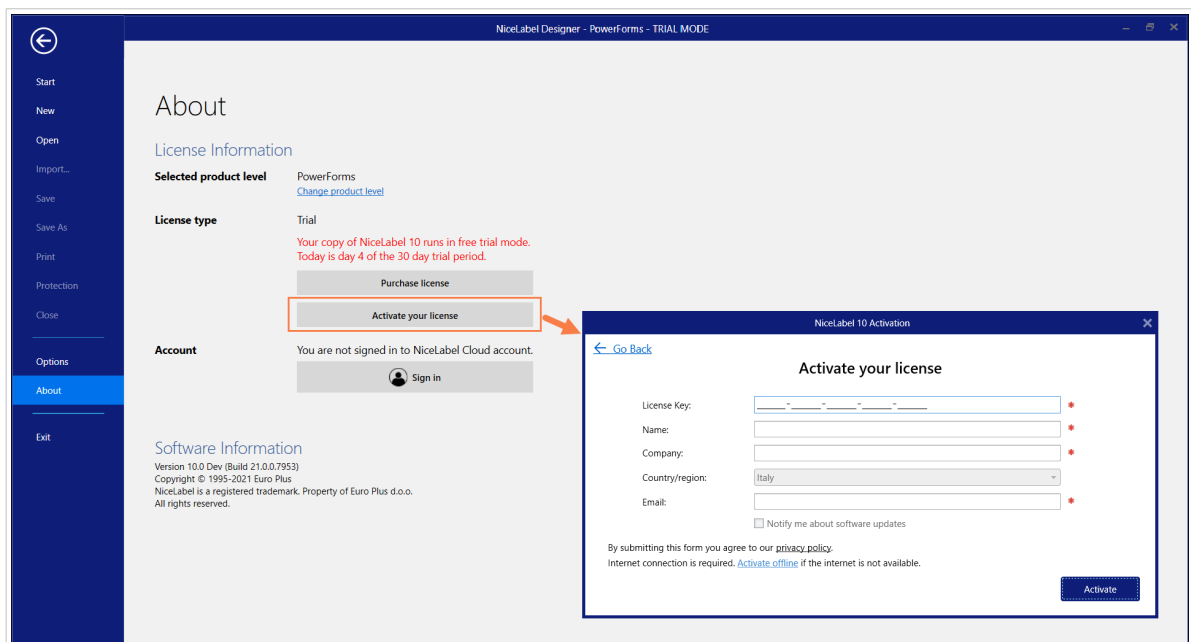 NiceLabel Designer - PowerForms - TRIAL MODE
Start
New
Open
Import...
Save
Save As
Print
Protection
Close
Options
About
Exit
About
License Information
Selected product level PowerForms
Change product level
License type Trial
Your copy of NiceLabel 10 runs in free trial mode.
Today is day 4 of the 30 day trial period.
Purchase license
Activate your license
Account You are not signed in to NiceLabel Cloud account.
Sign in
Software Information
Version 10.0 Dev (Build 21.0.0.7953)
Copyright © 1995-2021 Euro Plus
NiceLabel is a registered trademark. Property of Euro Plus d.o.o.
All rights reserved.
NiceLabel 10 Activation
Go Back
Activate your license
License Key: _____-_____-_____-_____-_____ *
Name: *
Company: *
Country/region: Italy
Email: *
Notify me about software updates
By submitting this form you agree to our privacy policy.
Internet connection is required. Activate offline if the internet is not available.
Activate